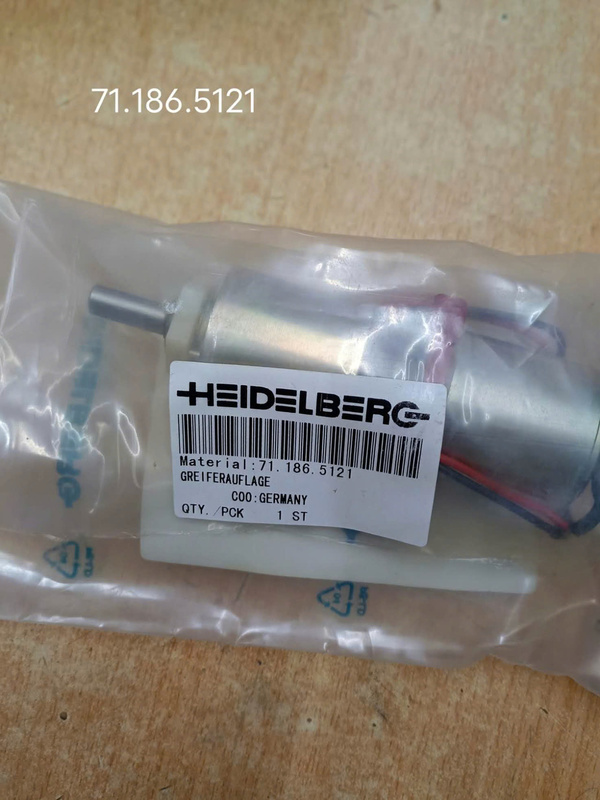 71.186.5121
HEIDELBERG
Material:71.186.5121
GREIFERAUFLAGE
COO:GERMANY
QTY./PCK 1 ST